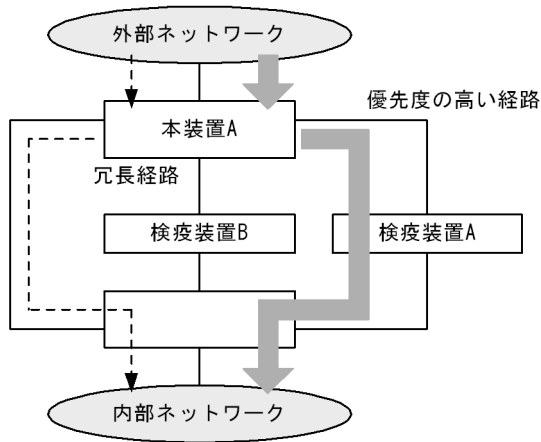 外部ネットワーク
優先度の高い経路
本装置A
冗長経路
検疫装置B
検疫装置A
内部ネットワーク